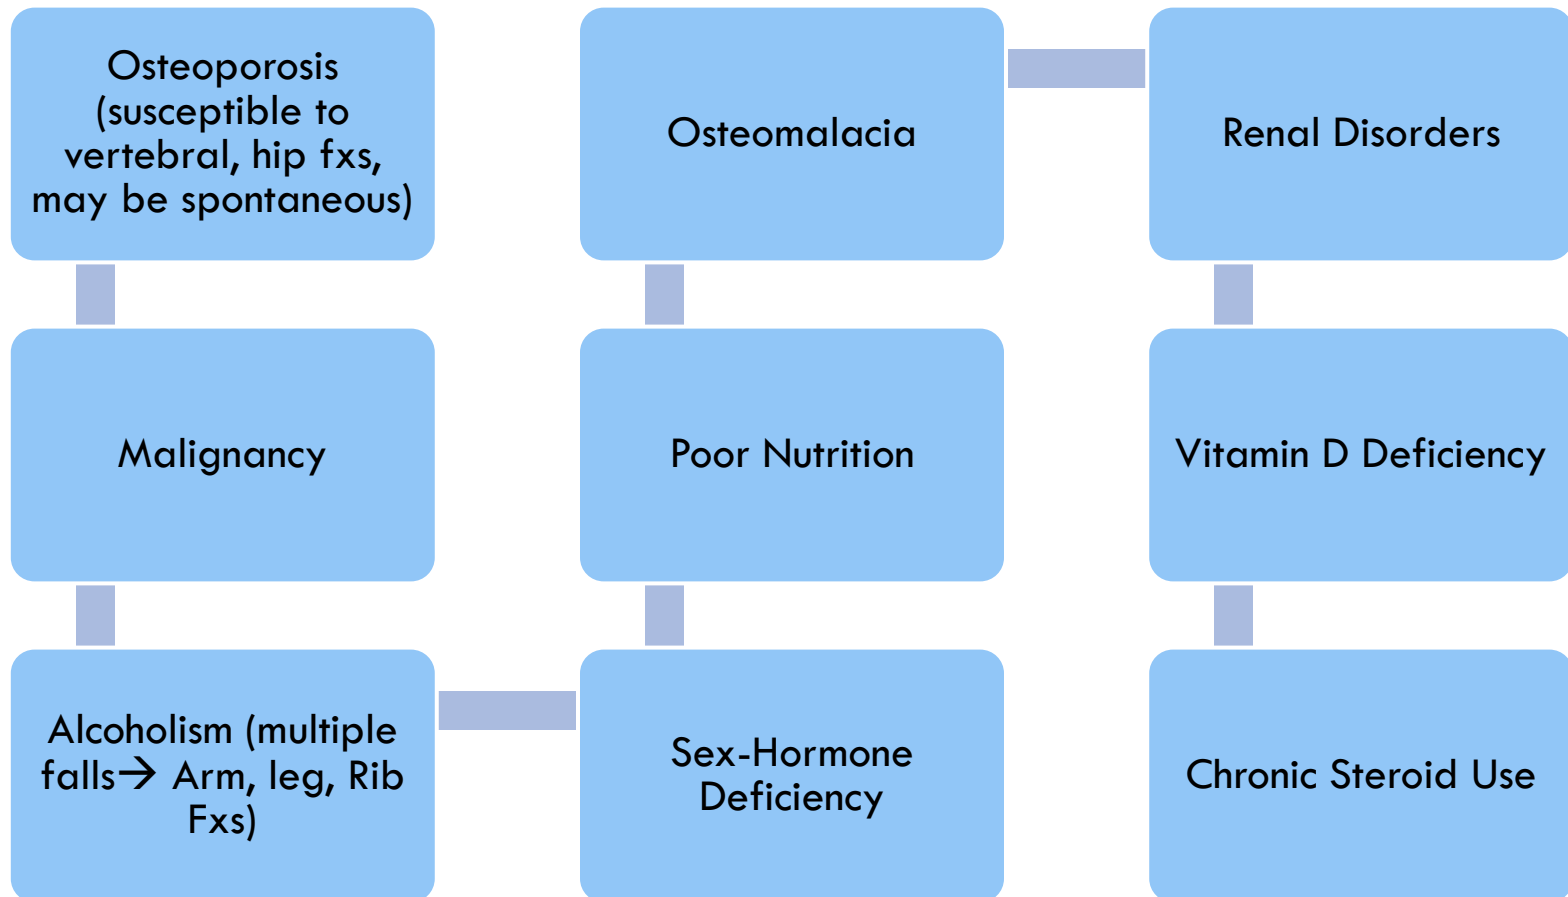 Osteoporosis
(susceptible to
vertebral, hip fxs,
may be spontaneous)
Malignancy
Alcoholism (multiple
falls→ Arm, leg, Rib
Fxs)
Sex-Hormone
Deficiency
Poor Nutrition
Osteomalacia
Renal Disorders
Vitamin D Deficiency
Chronic Steroid Use